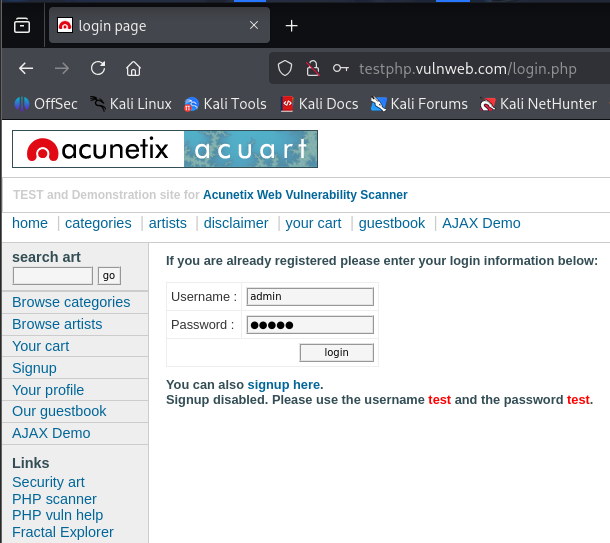 login page
testphp.vulnweb.com/login.php
OffSec Kali Linux Kali Tools Kali Docs Kali Forums Kali NetHunter
acunetix acuart
TEST and Demonstration site for Acunetix Web Vulnerability Scanner
home | categories | artists | disclaimer | your cart | guestbook | AJAX Demo
search art
go
Browse categories
Browse artists
Your cart
Signup
Your profile
Our guestbook
AJAX Demo
Links
Security art
PHP scanner
PHP vuln help
Fractal Explorer
If you are already registered please enter your login information below:
Username : admin
Password : ●●●●●
login
You can also signup here.
Signup disabled. Please use the username test and the password test.